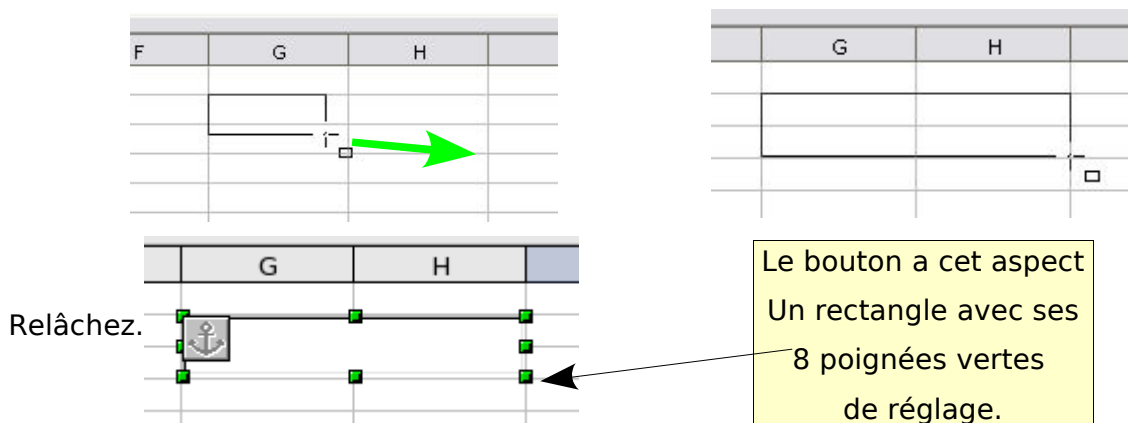 F G H
G H
G H
Relâchez.
Le bouton a cet aspect
Un rectangle avec ses
8 poignées vertes
de réglage.